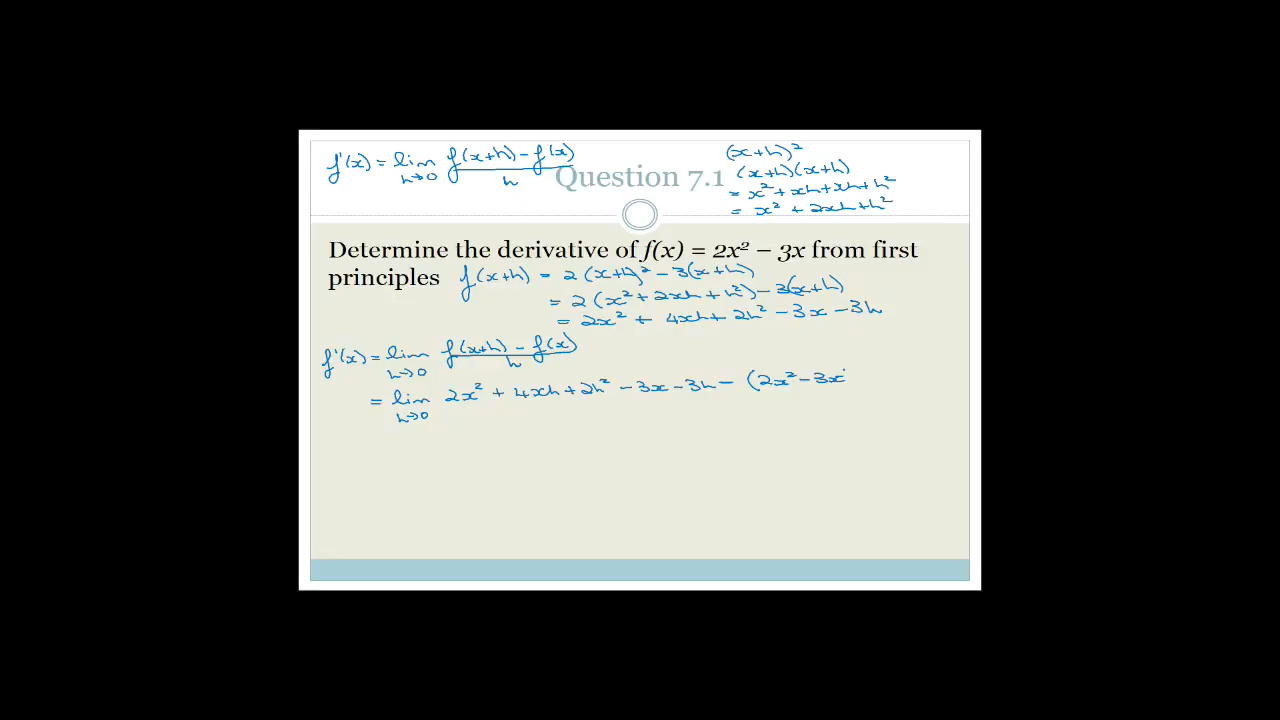 f'(x) = lim h→0 f(x+h) - f(x) / h
Question 7.1
(x+h)²
(x+h)(x+h)
= x² + xh + xh + h²
= x² + 2xh + h²
Determine the derivative of f(x) = 2x² – 3x from first
principles
f(x+h) = 2(x+h)² - 3(x+h)
= 2(x² + 2xh + h²) - 3(x+h)
= 2x² + 4xh + 2h² - 3x - 3h
f'(x) = lim h→0 f(x+h) - f(x) / h
= lim h→0 2x² + 4xh + 2h² - 3x - 3h - (2x² - 3x